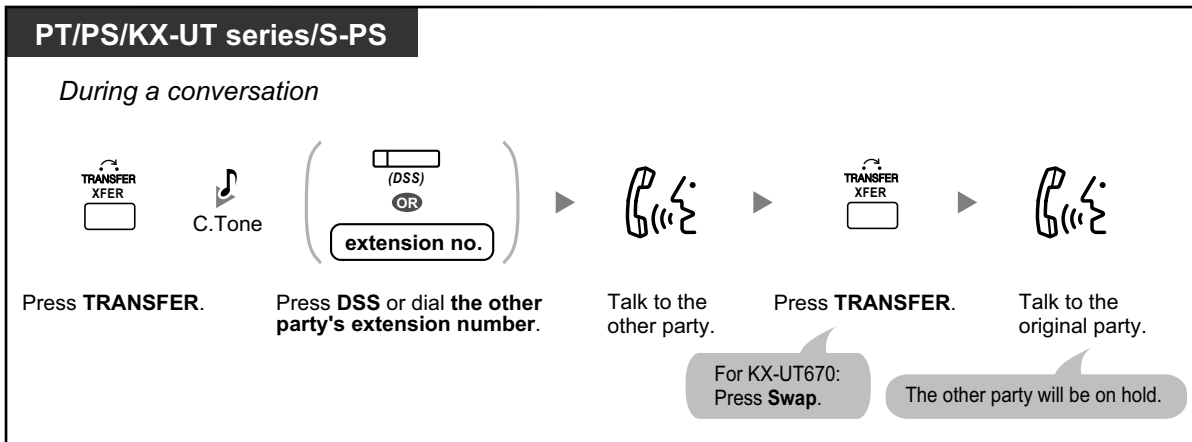 PT/PS/KX-UT series/S-PS
During a conversation
TRANSFER
XFER
C.Tone
(DSS)
OR
extension no.
TRANSFER
XFER
Press TRANSFER.
Press DSS or dial the other
party's extension number.
Talk to the
other party.
Press TRANSFER.
Talk to the
original party.
For KX-UT670:
Press Swap.
The other party will be on hold.